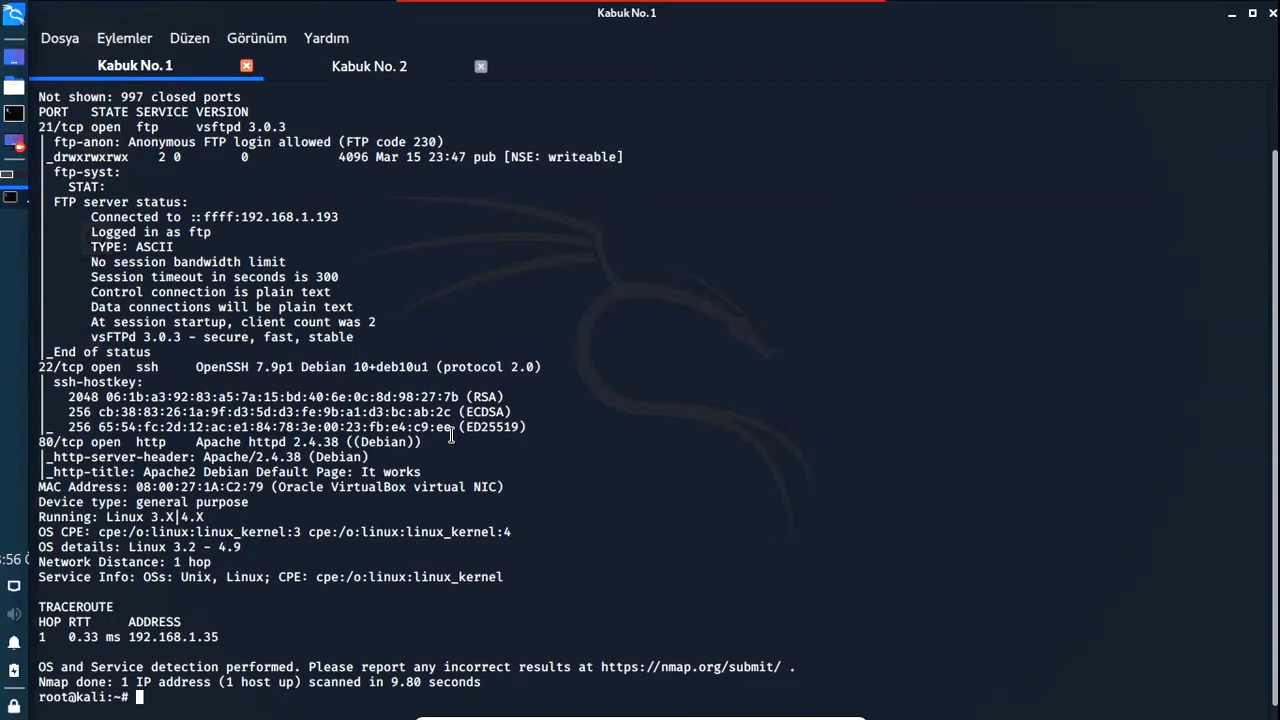 Kabuk No. 1
Dosya Eylemler Düzen Görünüm Yardım
Kabuk No. 1 Kabuk No. 2
Not shown: 997 closed ports
PORT   STATE SERVICE VERSION
21/tcp open  ftp     vsftpd 3.0.3
| ftp-anon: Anonymous FTP login allowed (FTP code 230)
|_drwxrwxrwx    2 0        0            4096 Mar 15 23:47 pub [NSE: writeable]
| ftp-syst:
|   STAT:
| FTP server status:
|      Connected to ::ffff:192.168.1.193
|      Logged in as ftp
|      TYPE: ASCII
|      No session bandwidth limit
|      Session timeout in seconds is 300
|      Control connection is plain text
|      Data connections will be plain text
|      At session startup, client count was 2
|      vsFTPd 3.0.3 - secure, fast, stable
|_End of status
22/tcp open  ssh     OpenSSH 7.9p1 Debian 10+deb10u1 (protocol 2.0)
| ssh-hostkey:
|   2048 06:1b:a3:92:83:a5:7a:15:bd:40:6e:0c:8d:98:27:7b (RSA)
|   256 cb:38:83:26:1a:9f:d3:5d:d3:fe:9b:a1:d3:bc:ab:2c (ECDSA)
|_  256 65:54:fc:2d:12:ac:e1:84:78:3e:00:23:fb:e4:c9:ee (ED25519)
80/tcp open  http    Apache httpd 2.4.38 ((Debian))
|_http-server-header: Apache/2.4.38 (Debian)
|_http-title: Apache2 Debian Default Page: It works
MAC Address: 08:00:27:1A:C2:79 (Oracle VirtualBox virtual NIC)
Device type: general purpose
Running: Linux 3.X|4.X
OS CPE: cpe:/o:linux:linux_kernel:3 cpe:/o:linux:linux_kernel:4
OS details: Linux 3.2 - 4.9
:56
Network Distance: 1 hop
Service Info: OSs: Unix, Linux; CPE: cpe:/o:linux:linux_kernel
TRACEROUTE
HOP RTT     ADDRESS
1   0.33 ms 192.168.1.35
OS and Service detection performed. Please report any incorrect results at https://nmap.org/submit/ .
Nmap done: 1 IP address (1 host up) scanned in 9.80 seconds
root@kali:~#